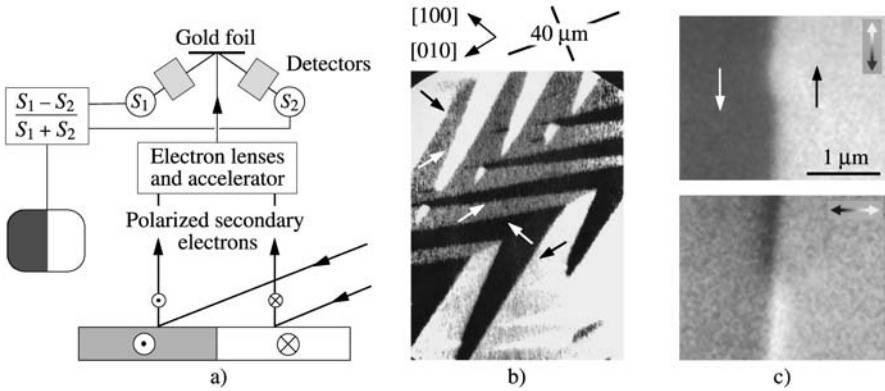 Gold foil
Detectors
S1
S2
S1 − S2
S1 + S2
Electron lenses
and accelerator
Polarized secondary
electrons
a)
[100]
[010]
40 µm
b)
1 µm
c)